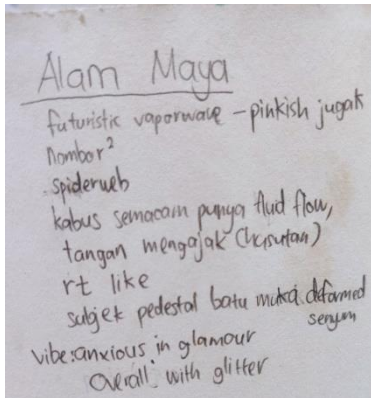 Alam Maya
futuristic vaporwave - pinkish jugak
Nombor²
spiderweb
kabus semacam punya fluid flow,
tangan mengajak (hasutan)
rt like
subjek pedestal batu muka deformed
senyum
vibe: anxious in glamour
overall: with glitter